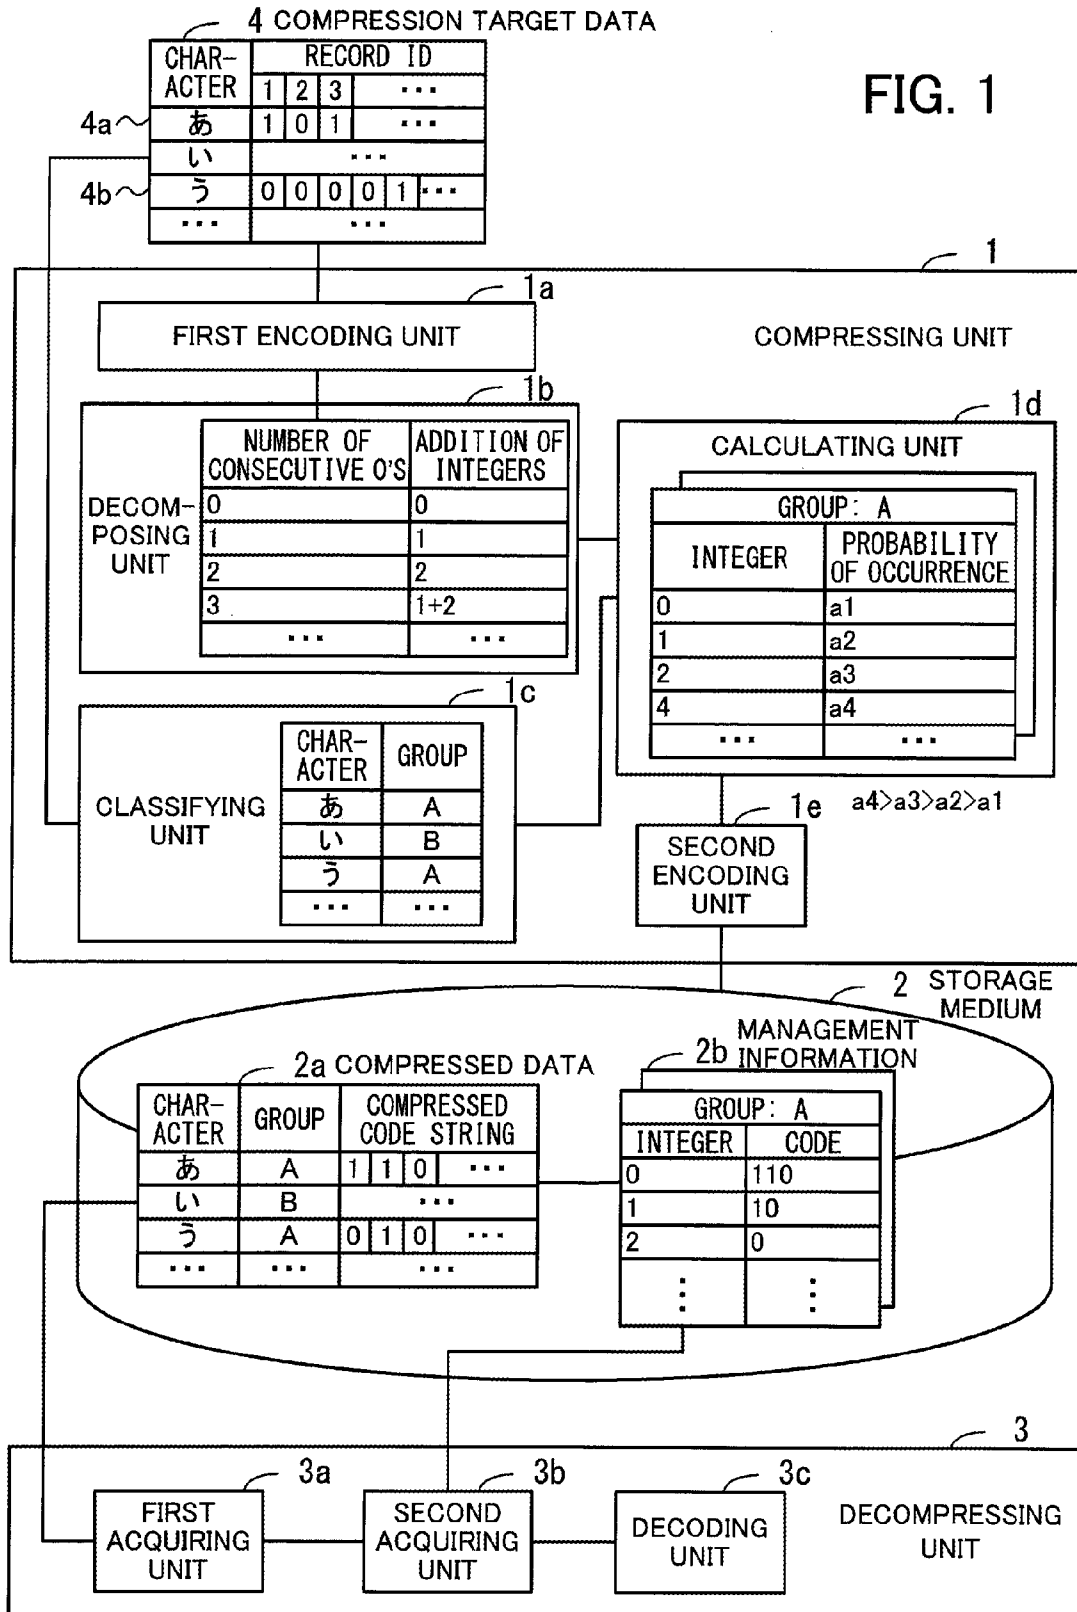 4 COMPRESSION TARGET DATA
FIG. 1
CHAR-
ACTER
RECORD ID
1 2 3 ···
4a
あ 1 0 1 ···
い ···
4b
う 0 0 0 0 1 ···
··· ···
1
COMPRESSING UNIT
1a
FIRST ENCODING UNIT
1b
DECOM-
POSING
UNIT
NUMBER OF
CONSECUTIVE 0'S
ADDITION OF
INTEGERS
0 0
1 1
2 2
3 1+2
··· ···
1d
CALCULATING UNIT
GROUP: A
INTEGER
PROBABILITY
OF OCCURRENCE
0 a1
1 a2
2 a3
4 a4
··· ···
a4>a3>a2>a1
1c
CLASSIFYING
UNIT
CHAR-
ACTER
GROUP
あ A
い B
う A
··· ···
1e
SECOND
ENCODING
UNIT
2 STORAGE
MEDIUM
2a COMPRESSED DATA
CHAR-
ACTER
GROUP
COMPRESSED
CODE STRING
あ A 1 1 0 ···
い B ···
う A 0 1 0 ···
··· ··· ···
2b MANAGEMENT
INFORMATION
GROUP: A
INTEGER CODE
0 110
1 10
2 0
⋮ ⋮
3
DECOMPRESSING
UNIT
3a
FIRST
ACQUIRING
UNIT
3b
SECOND
ACQUIRING
UNIT
3c
DECODING
UNIT